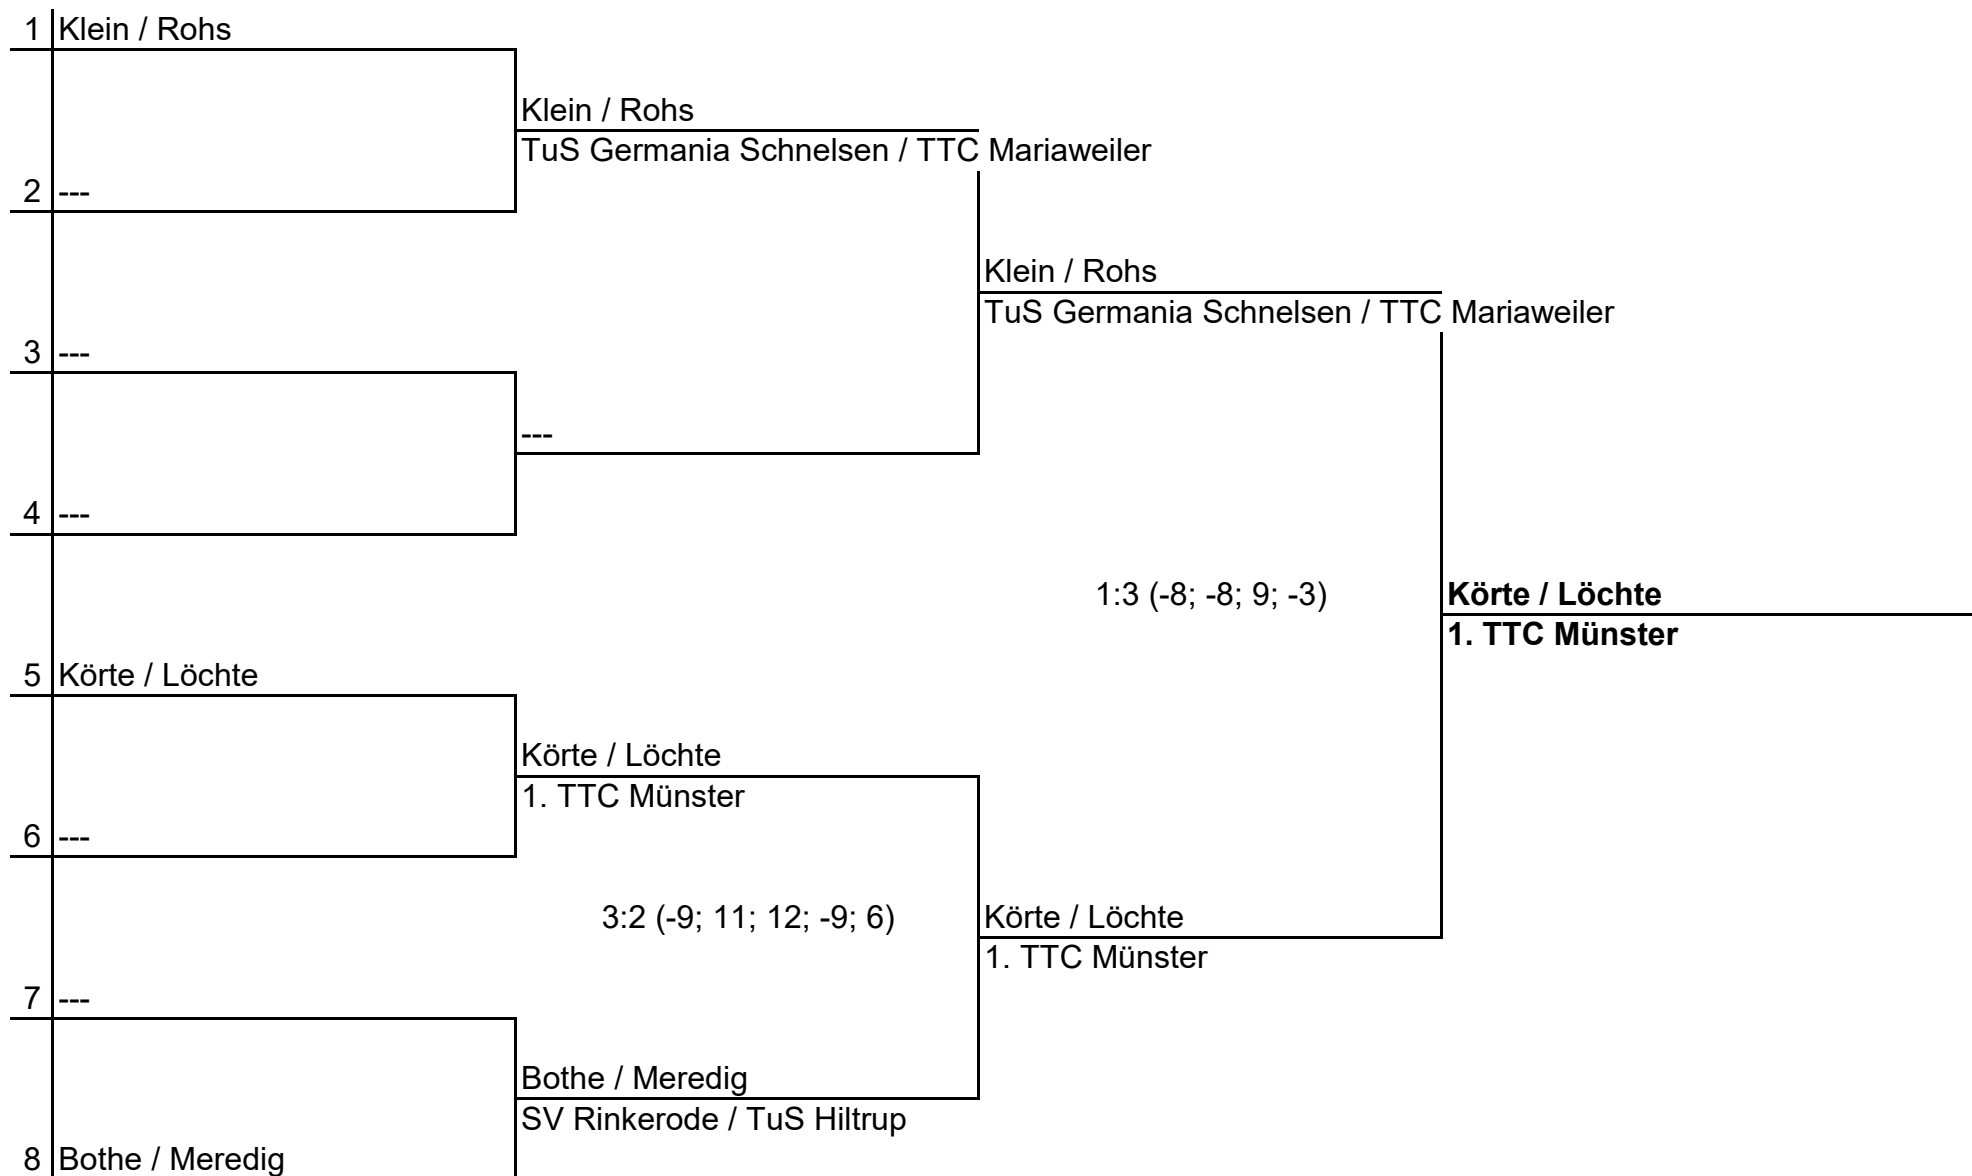 1 Klein / Rohs
Klein / Rohs
TuS Germania Schnelsen / TTC Mariaweiler
2 ---
Klein / Rohs
TuS Germania Schnelsen / TTC Mariaweiler
3 ---
---
4 ---
1:3 (-8; -8; 9; -3)
Körte / Löchte
1. TTC Münster
5 Körte / Löchte
Körte / Löchte
1. TTC Münster
6 ---
3:2 (-9; 11; 12; -9; 6)
Körte / Löchte
1. TTC Münster
7 ---
Bothe / Meredig
SV Rinkerode / TuS Hiltrup
8 Bothe / Meredig